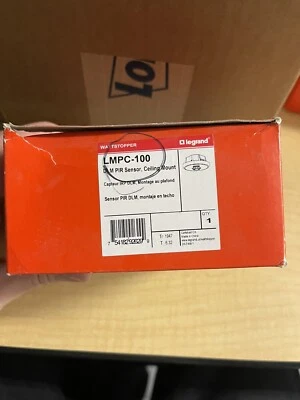 LO
WATTSTOPPER
legrand
LMPC-100
DLM PIR Sensor, Ceiling Mount
Capteur IRP DLM, Montage au plafond
Sensor PIR DLM, montaje en techo
QTY
1